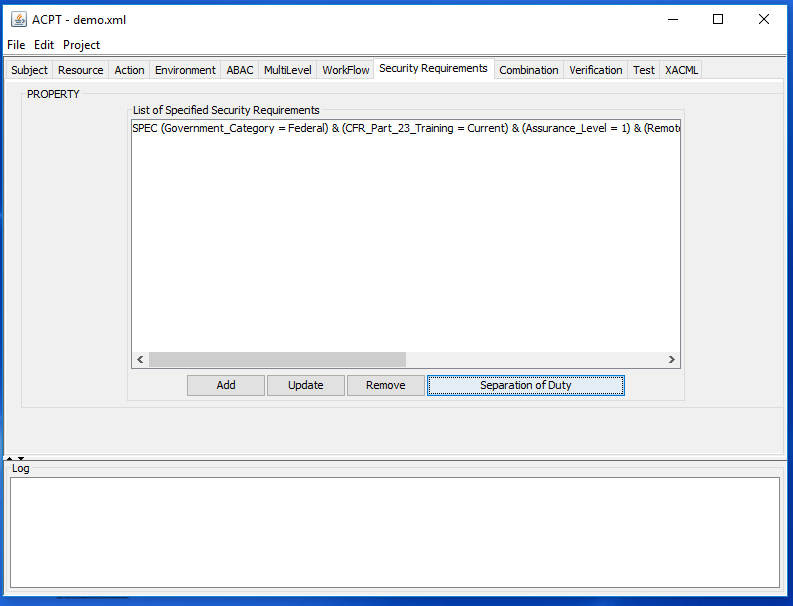 ACPT - demo.xml
File Edit Project
Subject Resource Action Environment ABAC MultiLevel WorkFlow Security Requirements Combination Verification Test XACML
PROPERTY
List of Specified Security Requirements
SPEC (Government_Category = Federal) & (CFR_Part_23_Training = Current) & (Assurance_Level = 1) & (Remot
Add Update Remove Separation of Duty
Log